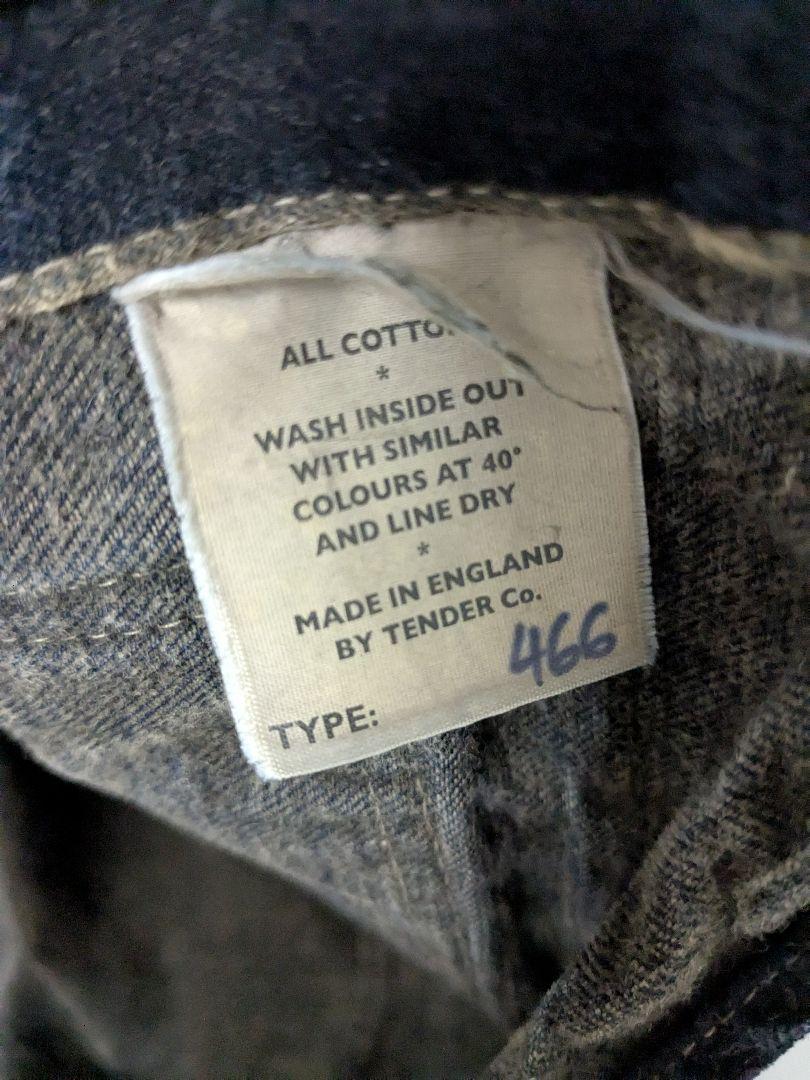 ALL COTTO
*
WASH INSIDE OUT
WITH SIMILAR
COLOURS AT 40°
AND LINE DRY
*
MADE IN ENGLAND
BY TENDER Co.
TYPE: 466